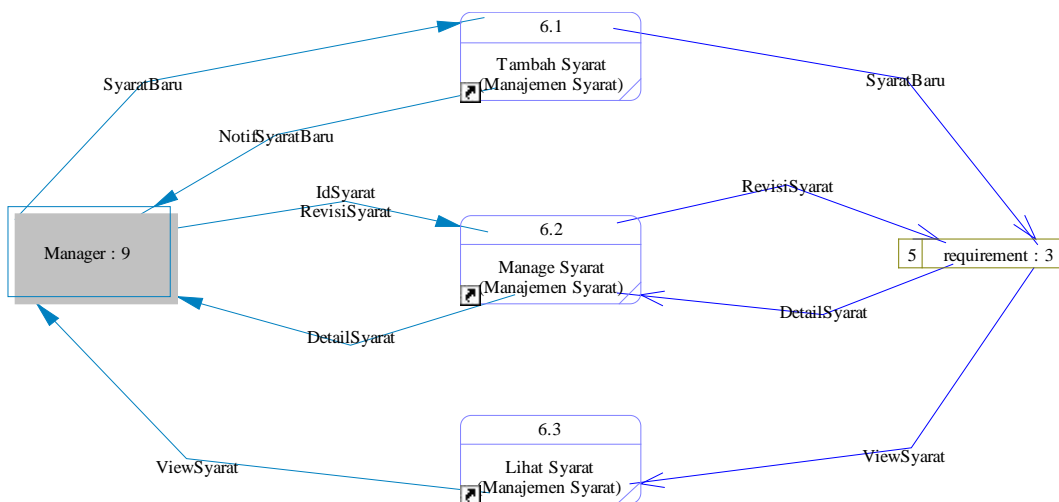 6.1
Tambah Syarat
(Manajemen Syarat)
SyaratBaru
SyaratBaru
NotifSyaratBaru
IdSyarat
RevisiSyarat
RevisiSyarat
6.2
Manager : 9
Manage Syarat
(Manajemen Syarat)
5 requirement : 3
DetailSyarat
DetailSyarat
6.3
Lihat Syarat
(Manajemen Syarat)
ViewSyarat
ViewSyarat